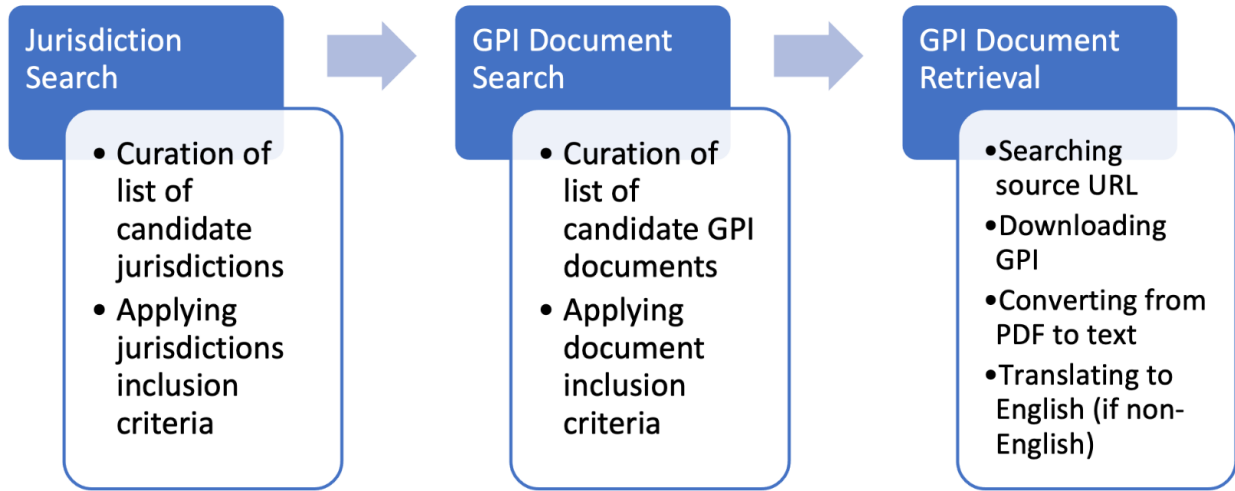 Jurisdiction
Search
• Curation of
list of
candidate
jurisdictions
• Applying
jurisdictions
inclusion
criteria
GPI Document
Search
• Curation of
list of
candidate GPI
documents
• Applying
document
inclusion
criteria
GPI Document
Retrieval
•Searching
source URL
•Downloading
GPI
•Converting from
PDF to text
•Translating to
English (if non-
English)